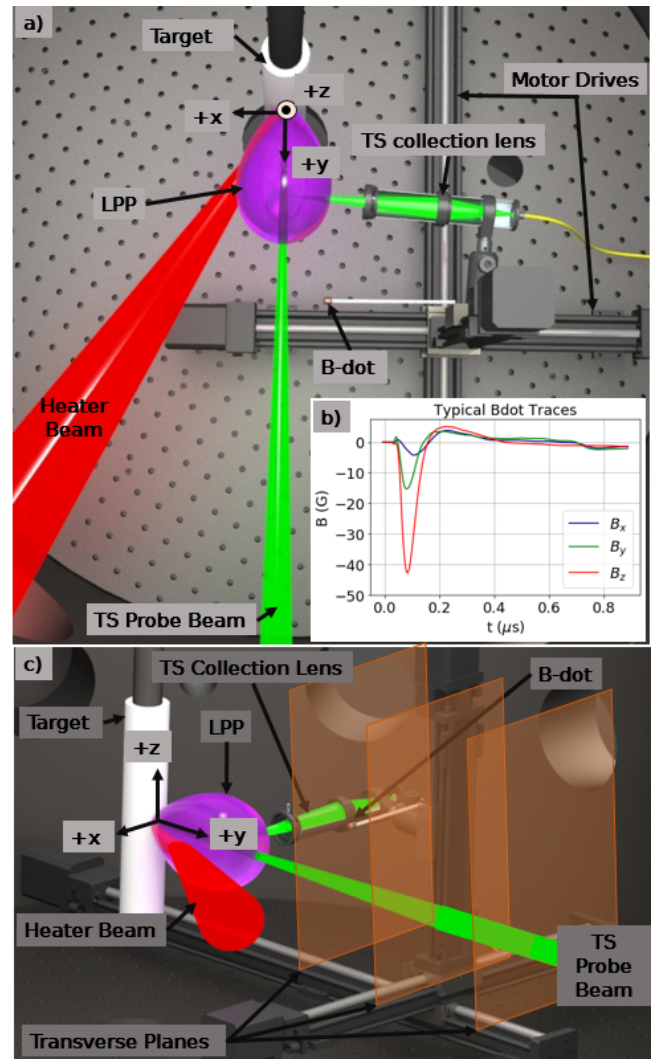 a)
Target
+z
+x
Motor Drives
TS collection lens
+y
LPP
B-dot
Heater
Beam
TS Probe Beam
b)
Typical Bdot Traces
B (G)
0
−10
−20
−30
−40
−50
Bx
By
Bz
0.0
0.2
0.4
0.6
0.8
t (μs)
c)
TS Collection Lens
B-dot
Target
LPP
+z
+x
+y
Heater Beam
TS
Probe
Beam
Transverse Planes